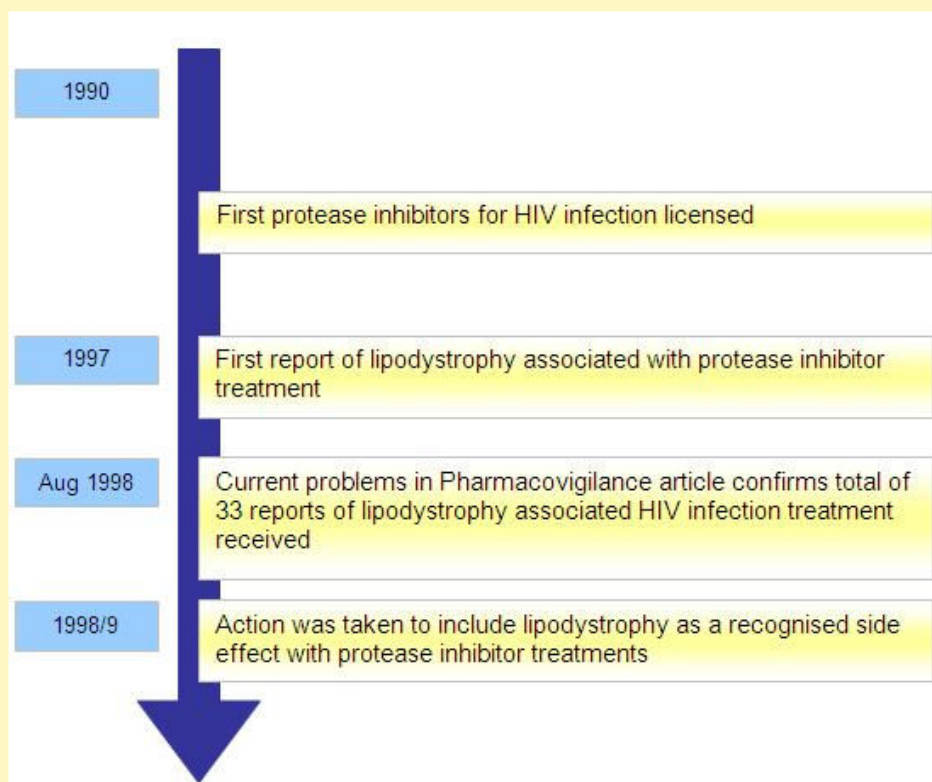 1990
First protease inhibitors for HIV infection licensed
1997
First report of lipodystrophy associated with protease inhibitor
treatment
Aug 1998
Current problems in Pharmacovigilance article confirms total of
33 reports of lipodystrophy associated HIV infection treatment
received
1998/9
Action was taken to include lipodystrophy as a recognised side
effect with protease inhibitor treatments